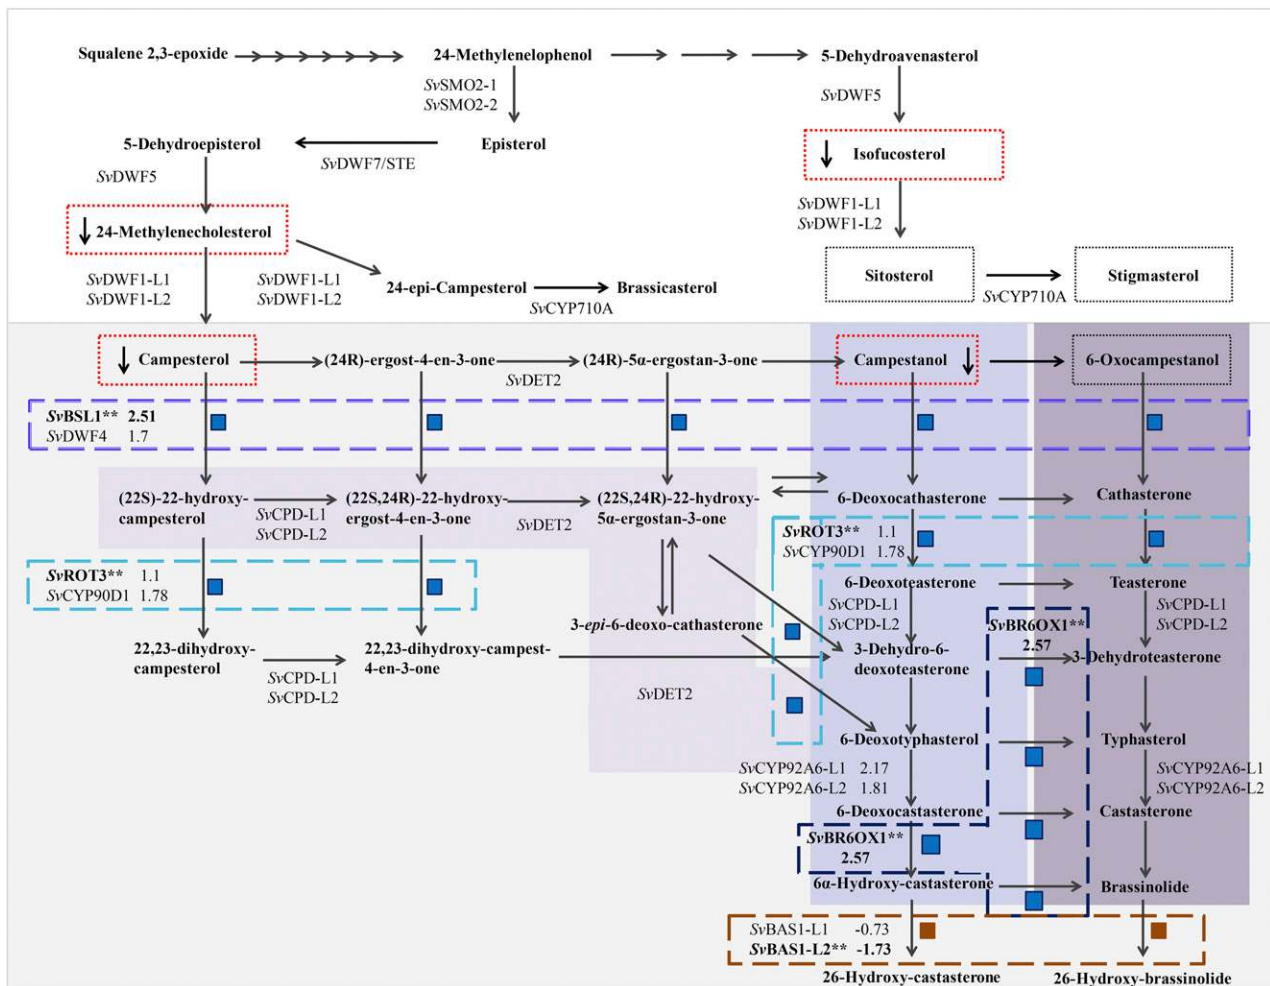 Squalene 2,3-epoxide
24-Methylenelophenol
5-Dehydroavenasterol
SvSMO2-1
SvSMO2-2
SvDWF5
5-Dehydroepisterol
Episterol
Isofucosterol
SvDWF7/STE
SvDWF5
SvDWF1-L1
SvDWF1-L2
24-Methylenecholesterol
SvDWF1-L1
SvDWF1-L2
SvDWF1-L1
SvDWF1-L2
24-epi-Campesterol
Brassicasterol
SvCYP710A
Sitosterol
Stigmasterol
SvCYP710A
Campesterol
(24R)-ergost-4-en-3-one
(24R)-5α-ergostan-3-one
Campestanol
6-Oxocampestanol
SvDET2
SvBSL1** 2.51
SvDWF4 1.7
(22S)-22-hydroxy-
campesterol
(22S,24R)-22-hydroxy-
ergost-4-en-3-one
(22S,24R)-22-hydroxy-
5α-ergostan-3-one
6-Deoxocathasterone
Cathasterone
SvCPD-L1
SvCPD-L2
SvDET2
SvROT3** 1.1
SvCYP90D1 1.78
SvROT3** 1.1
SvCYP90D1 1.78
6-Deoxoteasterone
Teasterone
SvCPD-L1
SvCPD-L2
SvCPD-L1
SvCPD-L2
3-epi-6-deoxo-cathasterone
SvBR6OX1**
2.57
22,23-dihydroxy-
campesterol
22,23-dihydroxy-campest-
4-en-3-one
3-Dehydro-6-
deoxoteasterone
3-Dehydroteasterone
SvCPD-L1
SvCPD-L2
SvDET2
6-Deoxotyphasterol
Typhasterol
SvCYP92A6-L1 2.17
SvCYP92A6-L2 1.81
SvCYP92A6-L1
SvCYP92A6-L2
6-Deoxocastasterone
Castasterone
SvBR6OX1**
2.57
6α-Hydroxy-castasterone
Brassinolide
SvBAS1-L1 -0.73
SvBAS1-L2** -1.73
26-Hydroxy-castasterone
26-Hydroxy-brassinolide